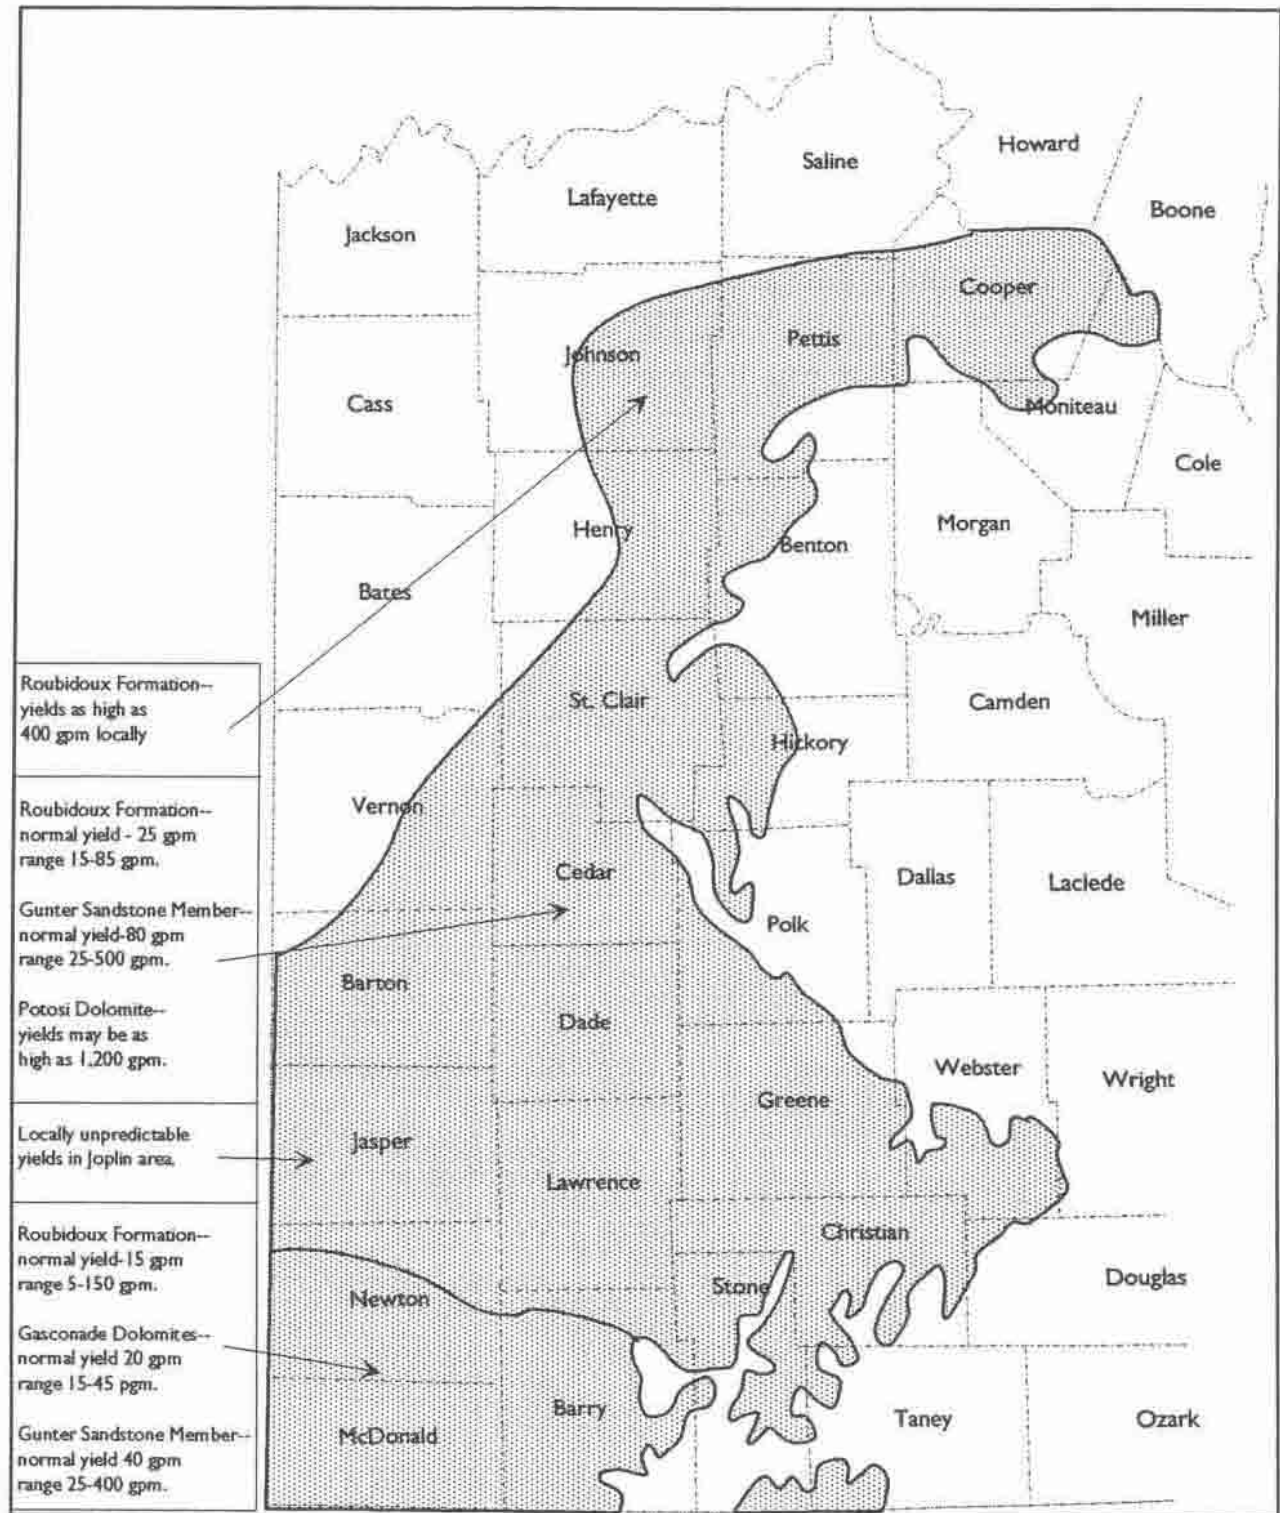 Howard
Saline
Lafayette
Boone
Jackson
Cooper
Pettis
Johnson
Cass
Moniteau
Cole
Morgan
Henry
Benton
Bates
Miller
St. Clair
Camden
Hickory
Vernon
Cedar
Dallas
Laclede
Polk
Barton
Dade
Webster
Wright
Greene
Jasper
Lawrence
Christian
Stone
Douglas
Newton
Barry
Taney
Ozark
McDonald
Roubidoux Formation--
yields as high as
400 gpm locally
Roubidoux Formation--
normal yield - 25 gpm
range 15-85 gpm.
Gunter Sandstone Member--
normal yield-80 gpm
range 25-500 gpm.
Potosi Dolomite--
yields may be as
high as 1,200 gpm.
Locally unpredictable
yields in Joplin area.
Roubidoux Formation--
normal yield-15 gpm
range 5-150 gpm.
Gasconade Dolomites--
normal yield 20 gpm
range 15-45 pgm.
Gunter Sandstone Member--
normal yield 40 gpm
range 25-400 gpm.